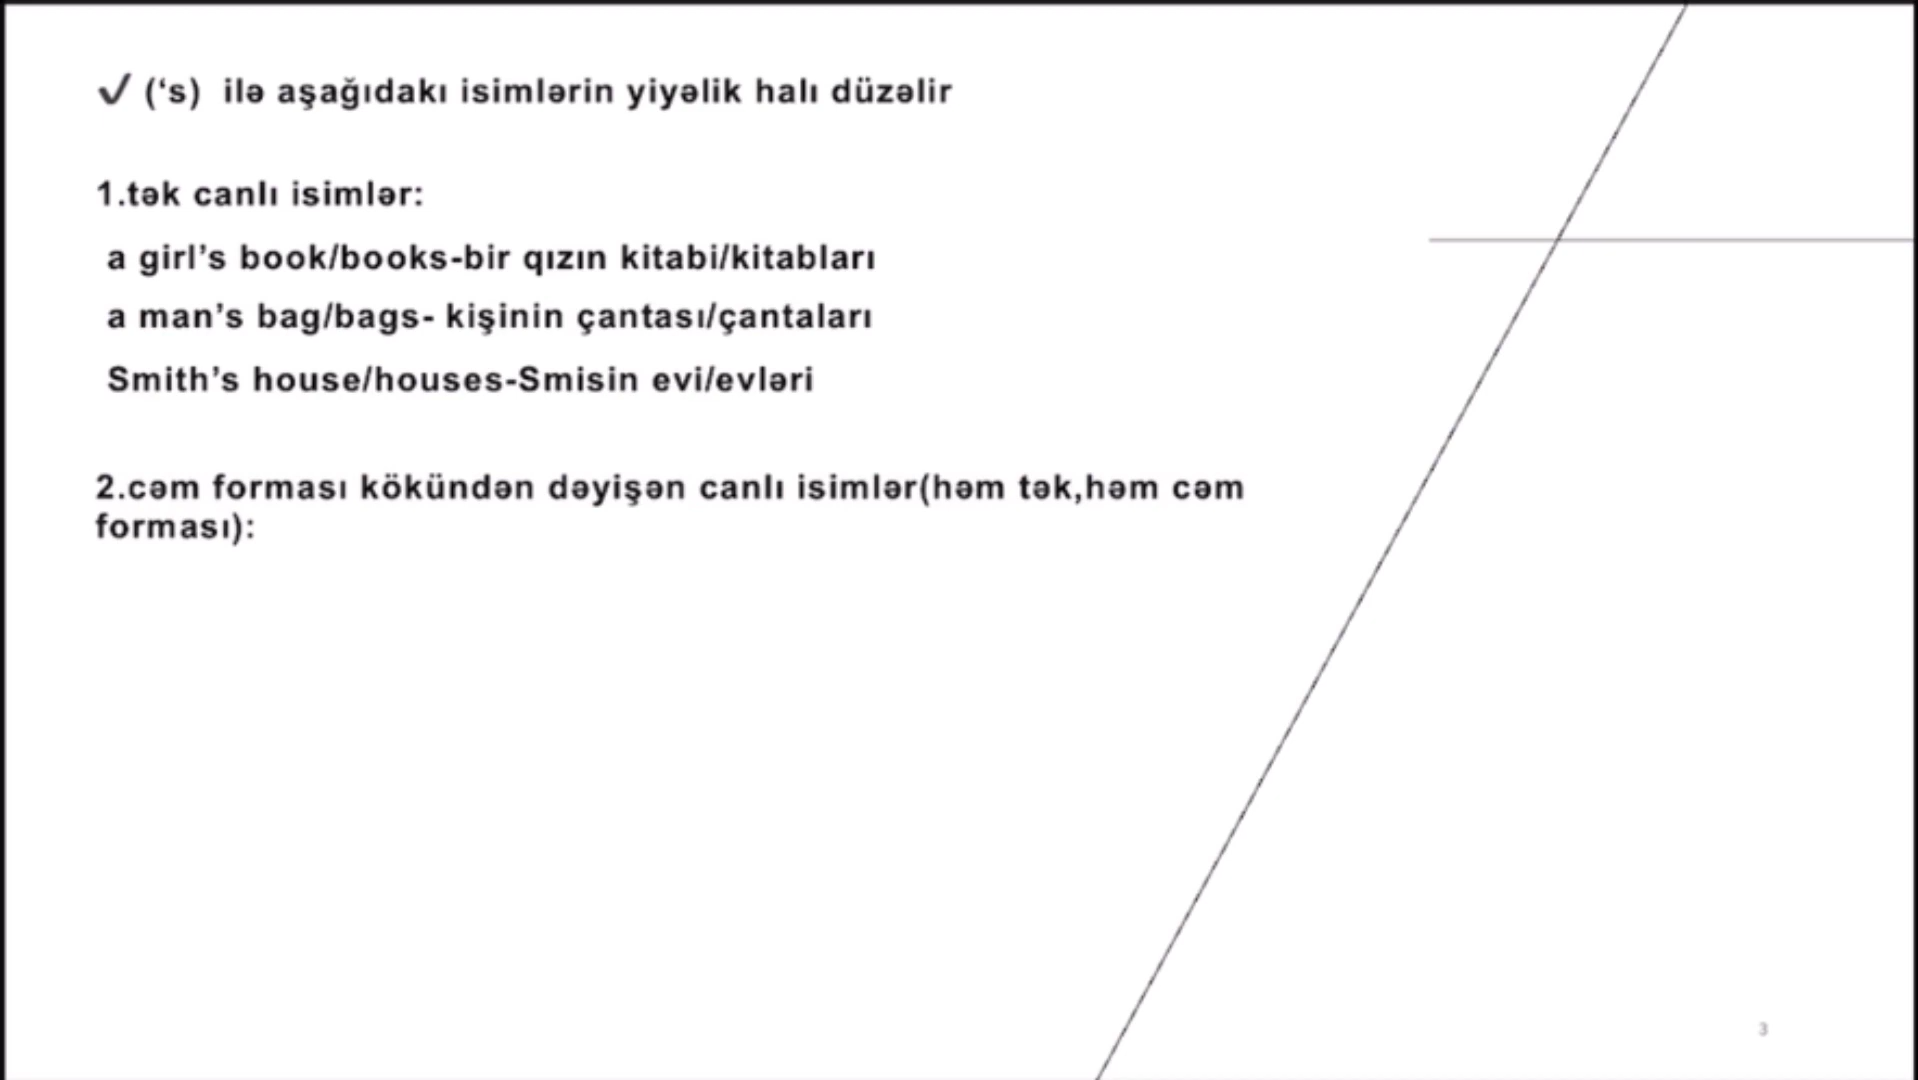 ✓ (‘s) ilə aşağıdakı isimlərin yiyəlik halı düzəlir
1.tək canlı isimlər:
a girl’s book/books-bir qızın kitabi/kitabları
a man’s bag/bags- kişinin çantası/çantaları
Smith’s house/houses-Smisin evi/evləri
2.cəm forması kökündən dəyişən canlı isimlər(həm tək,həm cəm
forması):
3